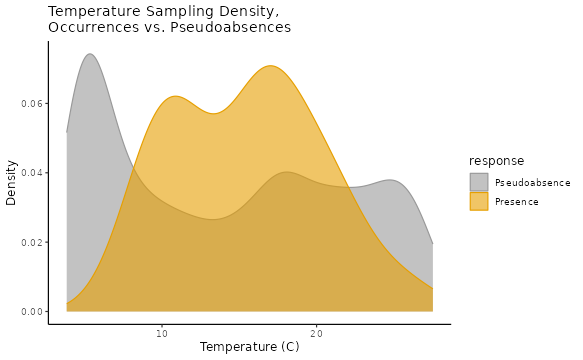 Temperature Sampling Density,
Occurrences vs. Pseudoabsences
Density
0.06
0.04
0.02
0.00
10
20
Temperature (C)
response
Pseudoabsence
Presence